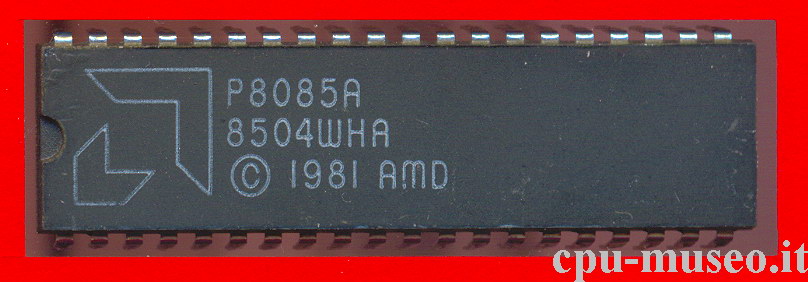 P8085A
8504WHA
© 1981 AMD
cpu-museo.it